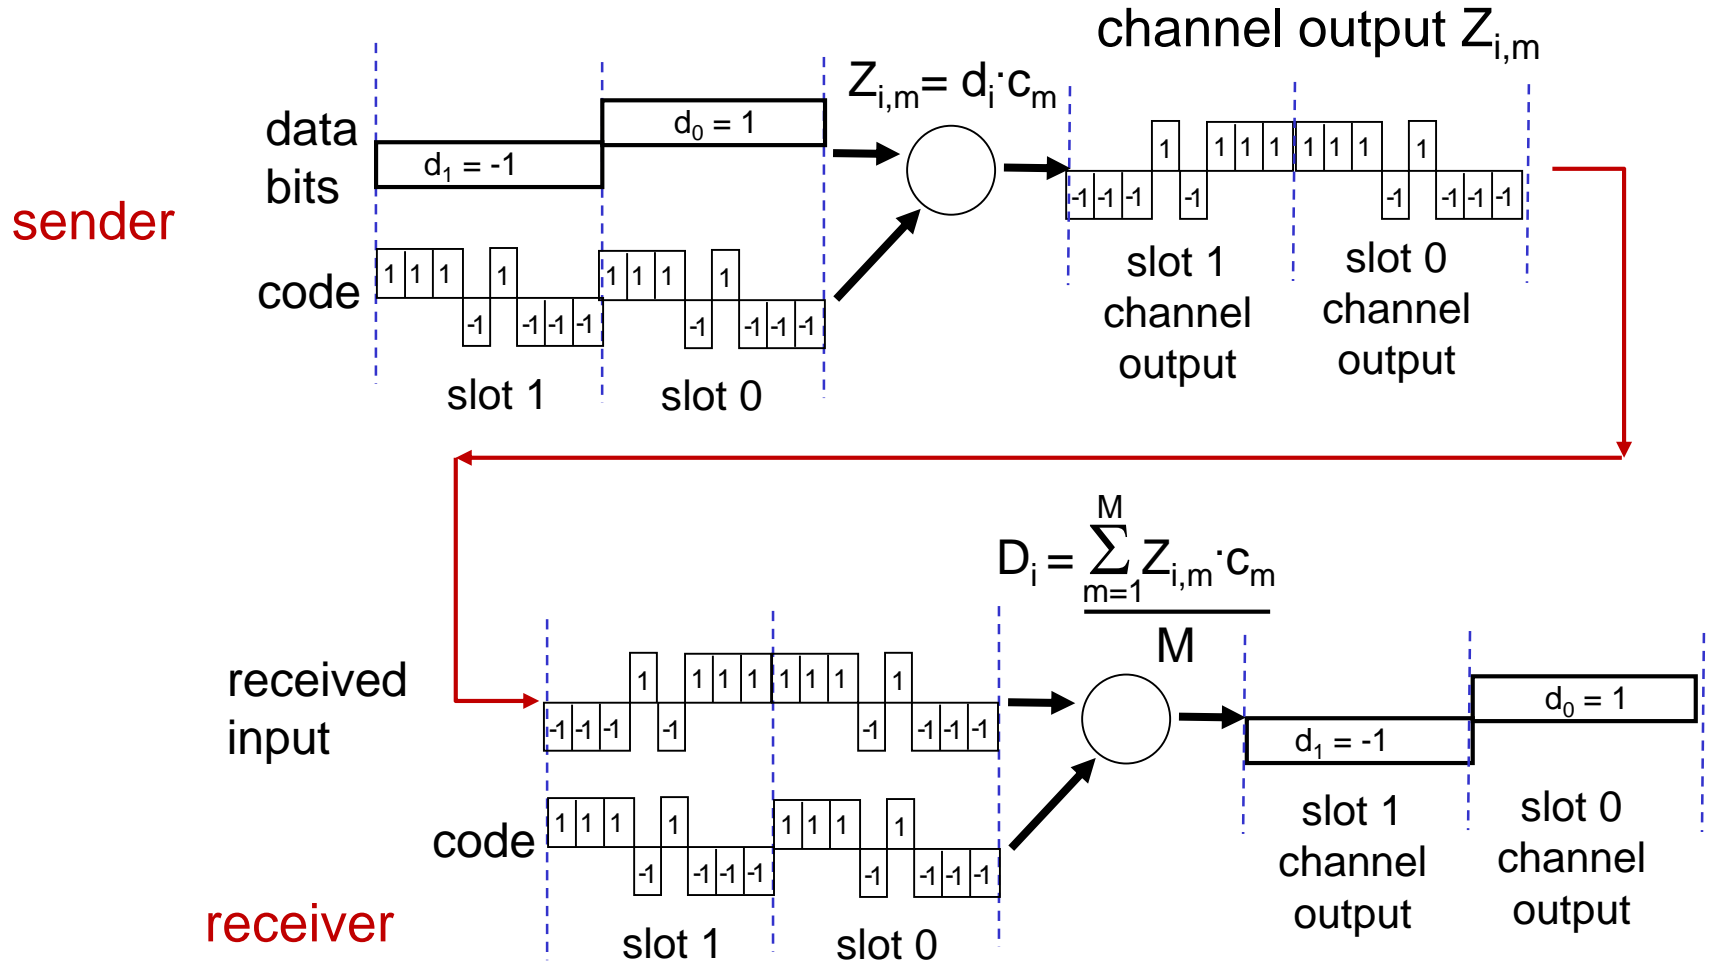 channel output Z_{i,m}
sender
data
bits
d_1 = -1
d_0 = 1
Z_{i,m}= d_i·c_m
code
1 1 1 -1 1 -1 -1 -1
1 1 1 -1 1 -1 -1 -1
slot 1
slot 0
-1 -1 -1 1 -1 1 1 1
1 1 1 -1 1 -1 -1 -1
slot 1
channel
output
slot 0
channel
output
D_i = Σ_{m=1}^{M} Z_{i,m}·c_m
M
received
input
-1 -1 -1 1 -1 1 1 1
1 1 1 -1 1 -1 -1 -1
code
1 1 1 -1 1 -1 -1 -1
1 1 1 -1 1 -1 -1 -1
slot 1
slot 0
receiver
d_1 = -1
d_0 = 1
slot 1
channel
output
slot 0
channel
output